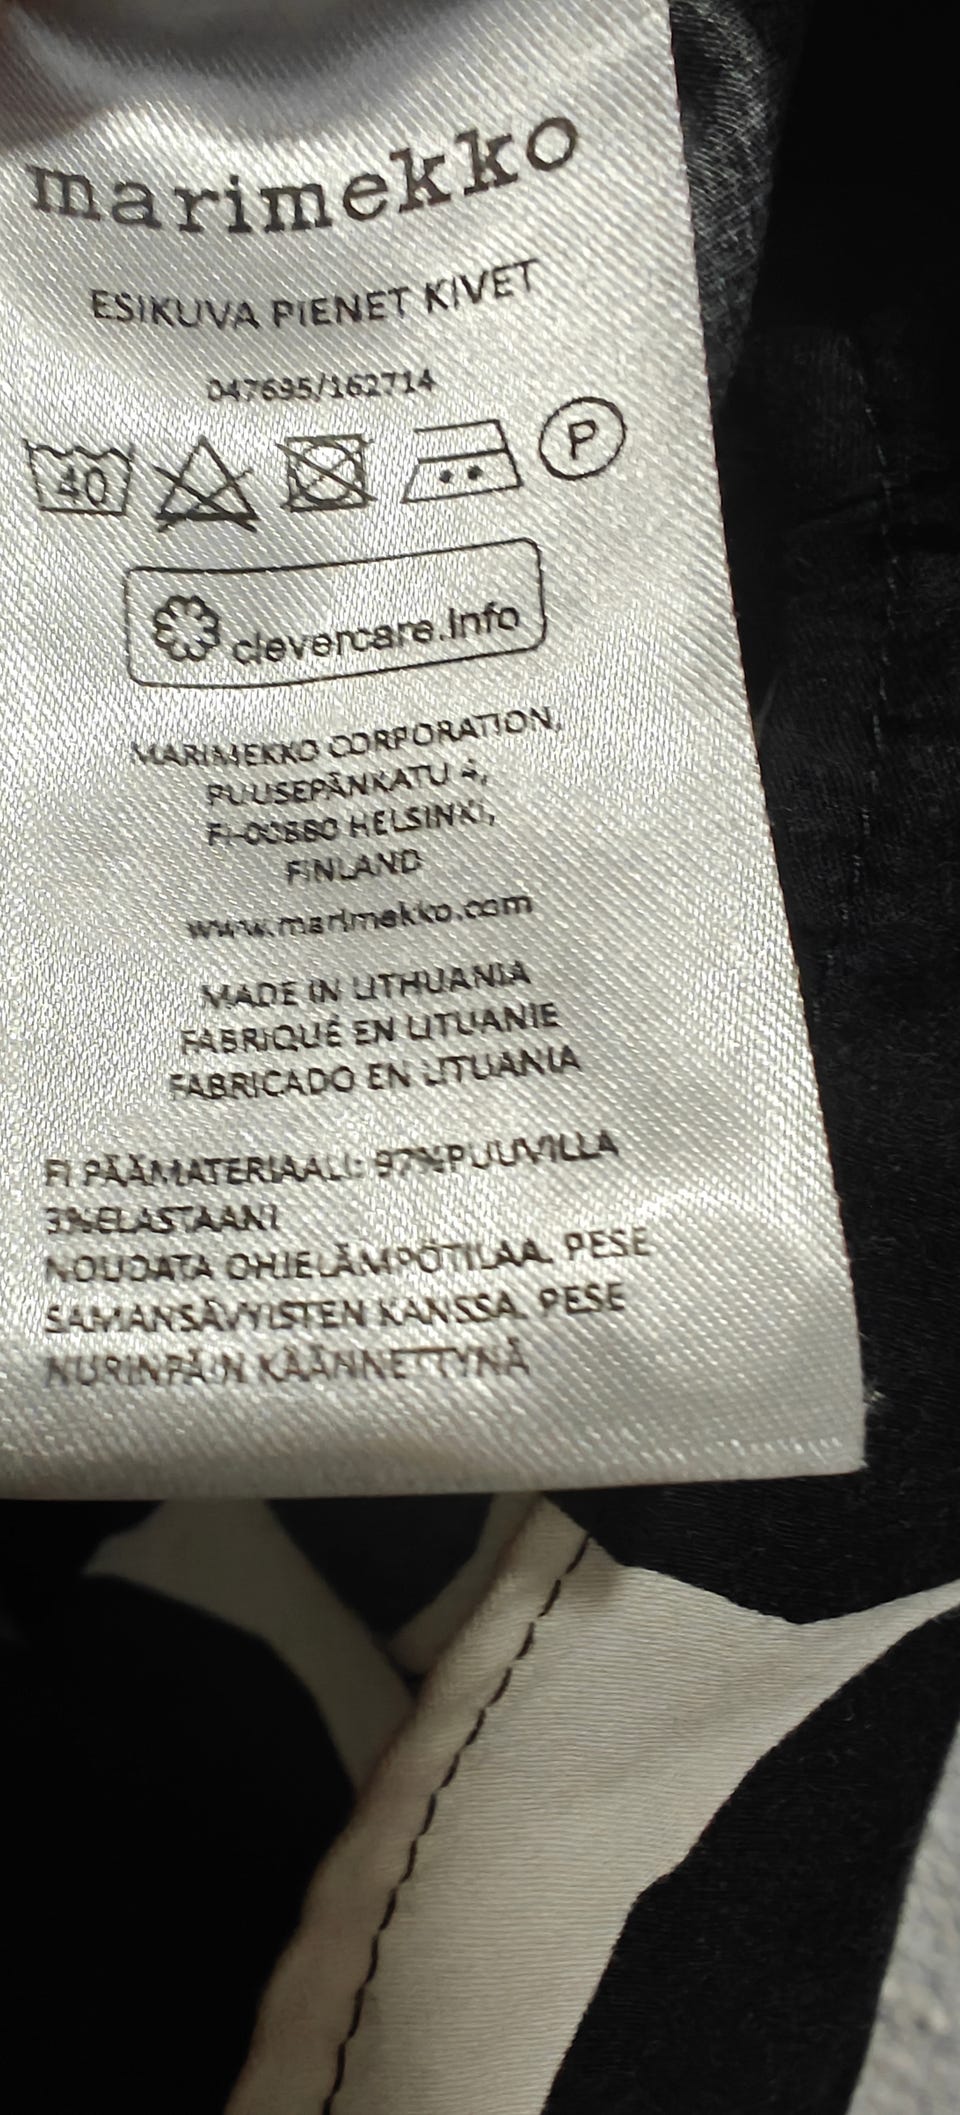 marimekko
ESIKUVA PIENET KIVET
047695/162714
40 P
clevercare.info
MARIMEKKO CORPORATION,
PUUSEPÄNKATU 4,
FI-00880 HELSINKI,
FINLAND
www.marimekko.com
MADE IN LITHUANIA
FABRIQUÉ EN LITUANIE
FABRICADO EN LITUANIA
FI PÄÄMATERIAALI: 97%PUUVILLA
3%ELASTAANI
NOUDATA OHJELÄMPÖTILAA. PESE
SAMANSÄVYISTEN KANSSA. PESE
NURINPÄIN KÄÄNNETTYNÄ